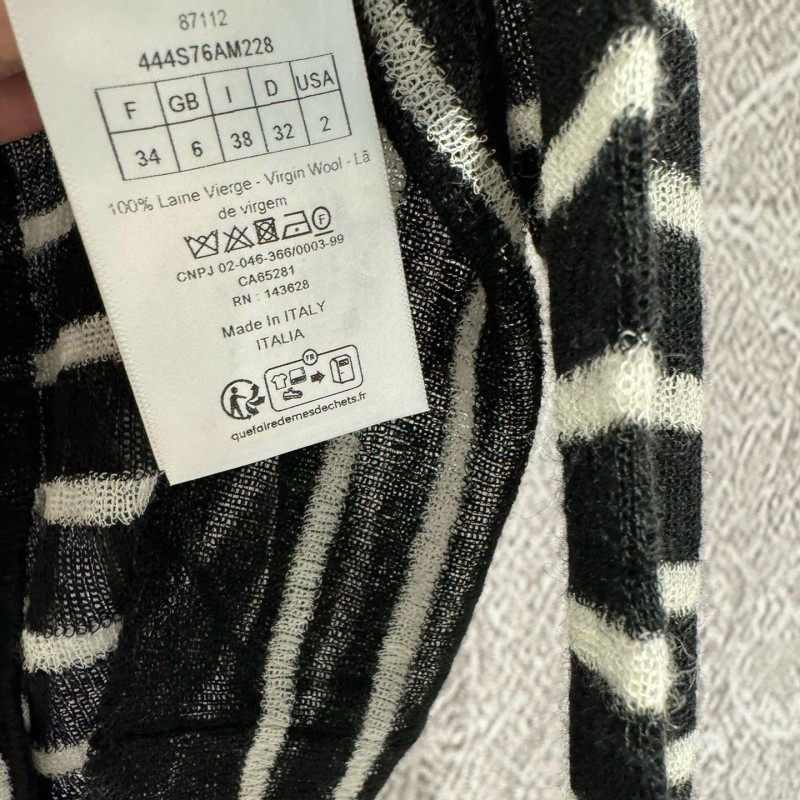 87112
444S76AM228
F GB I D USA
34 6 38 32 2
100% Laine Vierge - Virgin Wool - Lã
de virgem
F
CNPJ 02-046-366/0003-99
CA65281
RN : 143628
Made In ITALY
ITALIA
FR
quefairedemesdechets.fr